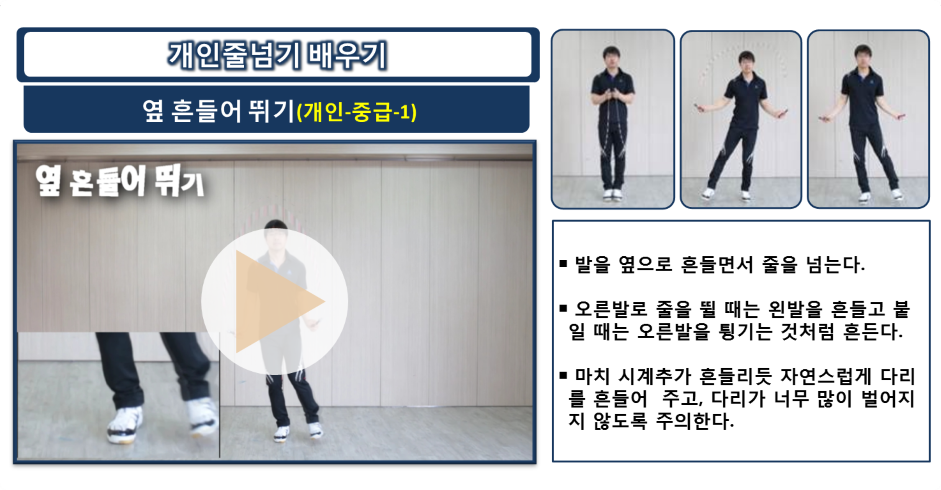 개인줄넘기 배우기
옆 흔들어 뛰기(개인-중급-1)
옆 흔들어 뛰기
▪ 발을 옆으로 흔들면서 줄을 넘는다.
▪ 오른발로 줄을 뛸 때는 왼발을 흔들고 붙
일 때는 오른발을 튕기는 것처럼 흔든다.
▪ 마치 시계추가 흔들리듯 자연스럽게 다리
를 흔들어 주고, 다리가 너무 많이 벌어지
지 않도록 주의한다.